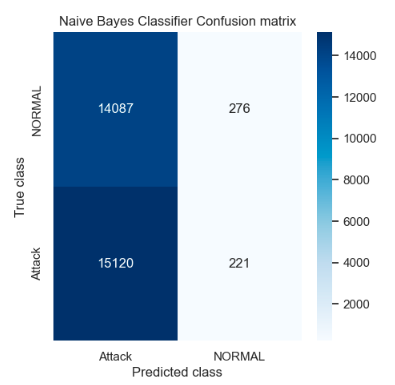 Naive Bayes Classifier Confusion matrix
14087 276
15120 221
NORMAL
Attack
True class
Attack NORMAL
Predicted class
14000
12000
10000
8000
6000
4000
2000